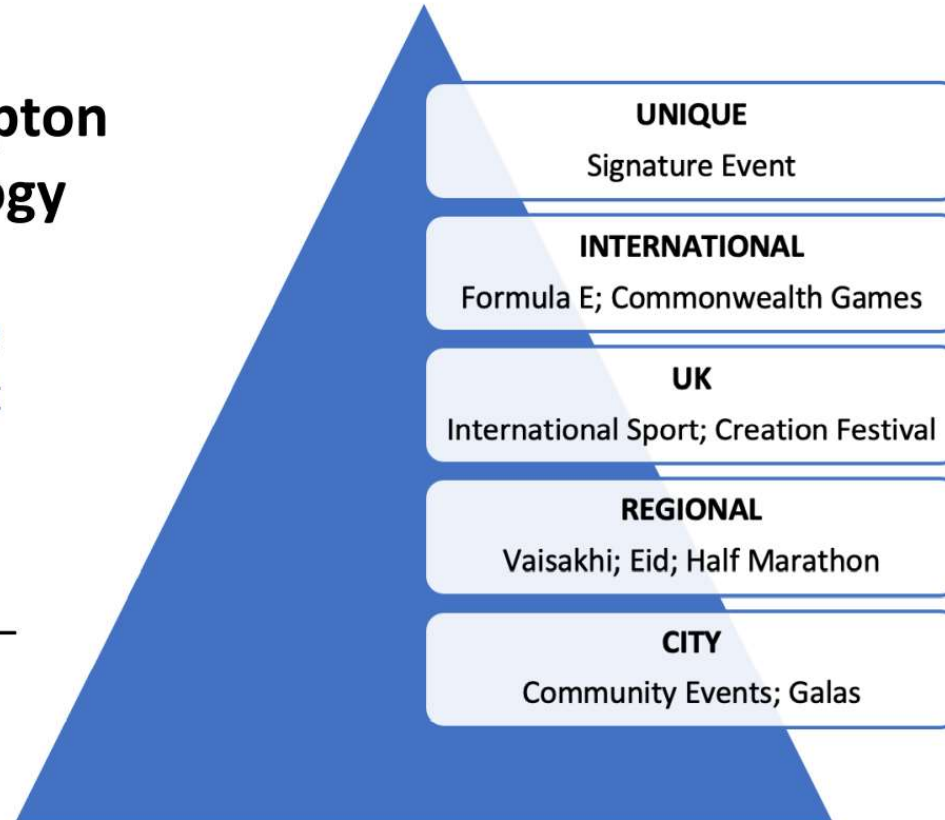 pton
ogy
UNIQUE
Signature Event
INTERNATIONAL
Formula E; Commonwealth Games
UK
International Sport; Creation Festival
REGIONAL
Vaisakhi; Eid; Half Marathon
CITY
Community Events; Galas